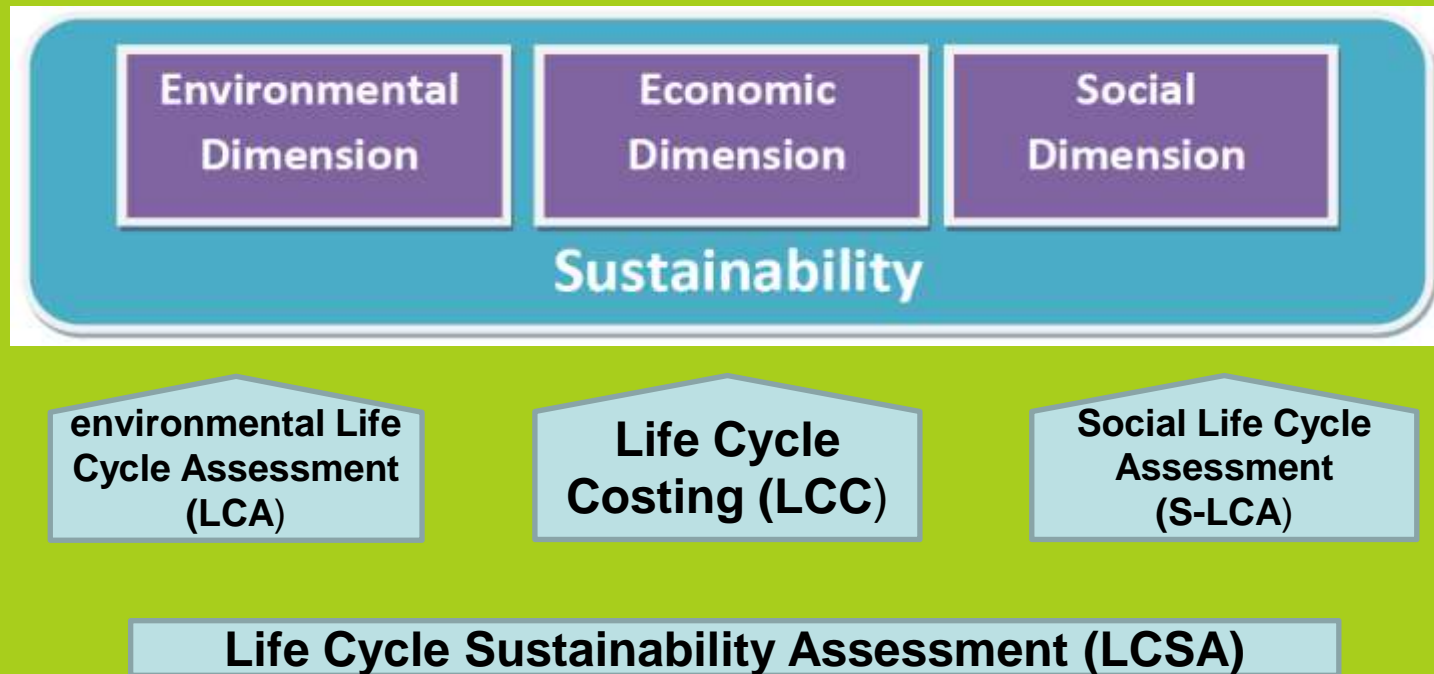 Environmental
Dimension
Economic
Dimension
Social
Dimension
Sustainability
environmental Life
Cycle Assessment
(LCA)
Life Cycle
Costing (LCC)
Social Life Cycle
Assessment
(S-LCA)
Life Cycle Sustainability Assessment (LCSA)